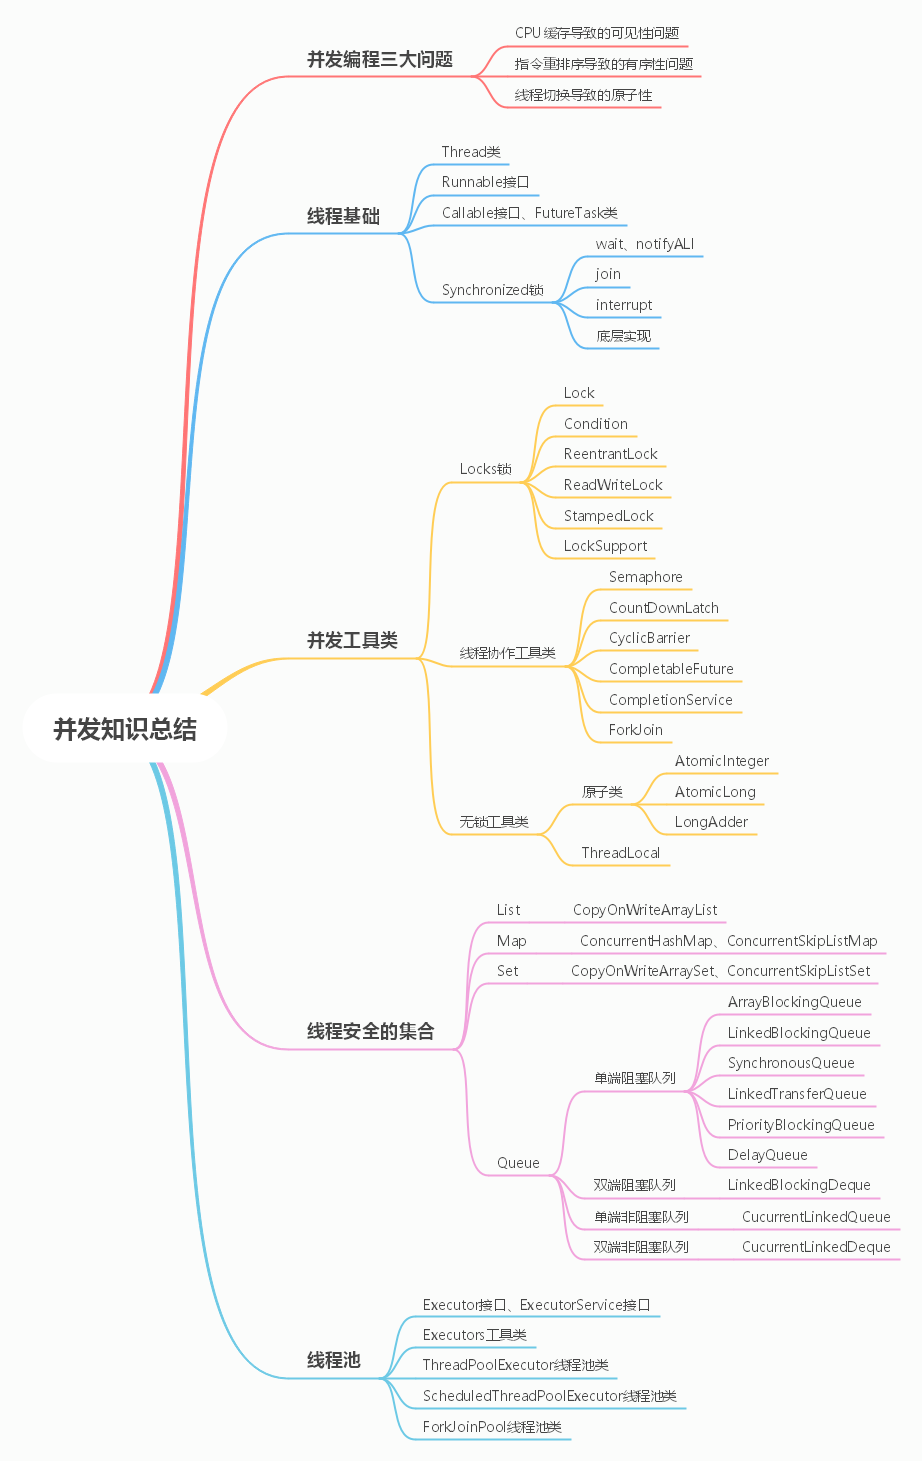 并发编程三大问题
CPU 缓存导致的可见性问题
指令重排序导致的有序性问题
线程切换导致的原子性
线程基础
Thread类
Runnable接口
Callable接口、FutureTask类
Synchronized锁
wait、notifyALl
join
interrupt
底层实现
并发知识总结
并发工具类
Locks锁
Lock
Condition
ReentrantLock
ReadWriteLock
StampedLock
LockSupport
线程协作工具类
Semaphore
CountDownLatch
CyclicBarrier
CompletableFuture
CompletionService
ForkJoin
无锁工具类
原子类
AtomicInteger
AtomicLong
LongAdder
ThreadLocal
线程安全的集合
List CopyOnWriteArrayList
Map ConcurrentHashMap、ConcurrentSkipListMap
Set CopyOnWriteArraySet、ConcurrentSkipListSet
Queue
单端阻塞队列
ArrayBlockingQueue
LinkedBlockingQueue
SynchronousQueue
LinkedTransferQueue
PriorityBlockingQueue
DelayQueue
双端阻塞队列 LinkedBlockingDeque
单端非阻塞队列 CucurrentLinkedQueue
双端非阻塞队列 CucurrentLinkedDeque
线程池
Executor接口、ExecutorService接口
Executors工具类
ThreadPoolExecutor线程池类
ScheduledThreadPoolExecutor线程池类
ForkJoinPool线程池类